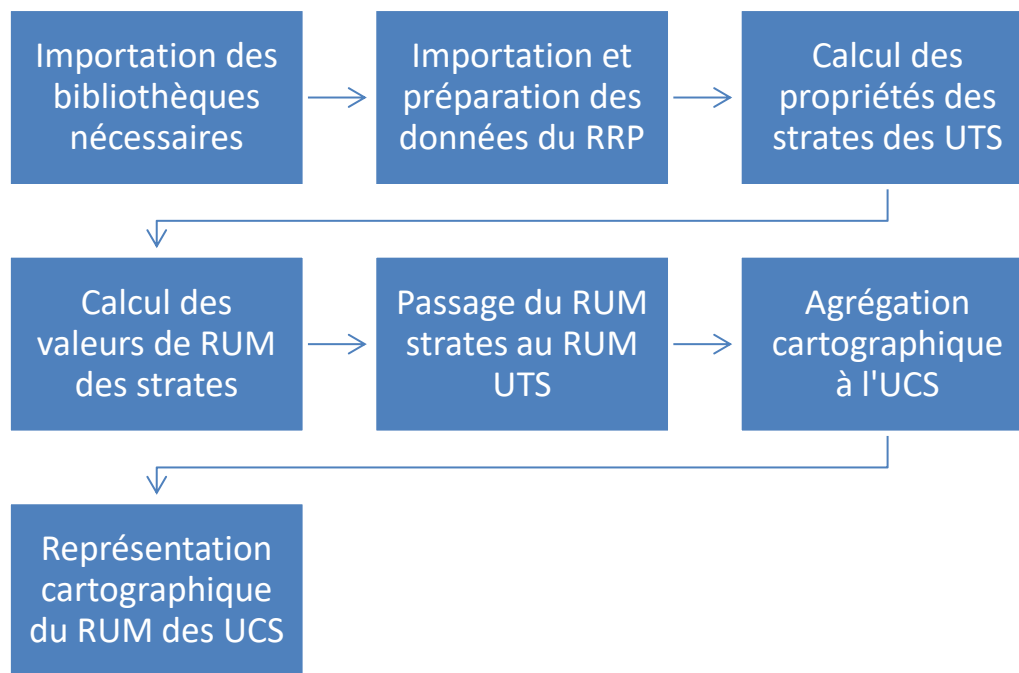 Importation des
bibliothèques
nécessaires
Importation et
préparation des
données du RRP
Calcul des
propriétés des
strates des UTS
Calcul des
valeurs de RUM
des strates
Passage du RUM
strates au RUM
UTS
Agrégation
cartographique
à l'UCS
Représentation
cartographique
du RUM des UCS